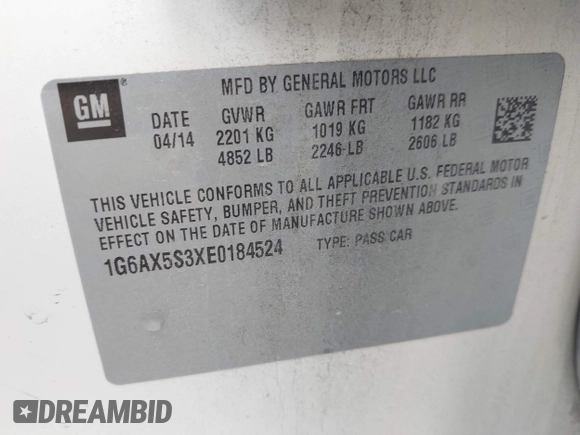 GM ®
MFD BY GENERAL MOTORS LLC
DATE GVWR GAWR FRT GAWR RR
04/14 2201 KG 1019 KG 1182 KG
4852 LB 2246 LB 2606 LB
THIS VEHICLE CONFORMS TO ALL APPLICABLE U.S. FEDERAL MOTOR
VEHICLE SAFETY, BUMPER, AND THEFT PREVENTION STANDARDS IN
EFFECT ON THE DATE OF MANUFACTURE SHOWN ABOVE.
1G6AX5S3XE0184524 TYPE: PASS CAR
DREAMBID